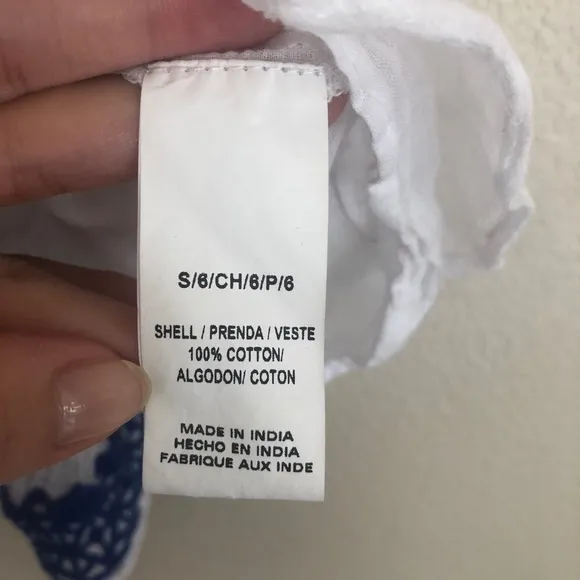 S/6/CH/6/P/6
SHELL / PRENDA / VESTE
100% COTTON/
ALGODON/ COTON
MADE IN INDIA
HECHO EN INDIA
FABRIQUE AUX INDE